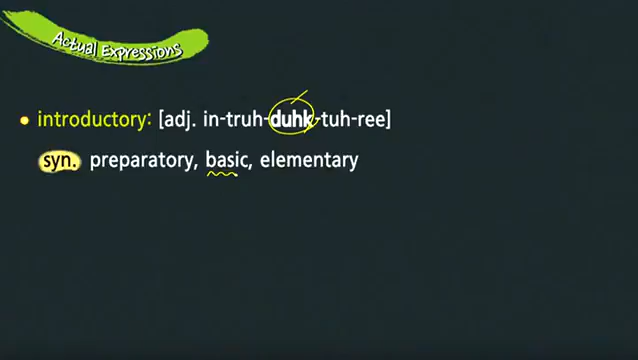 Actual Expressions
introductory: [adj. in-truh-duhk-tuh-ree]
syn. preparatory, basic, elementary